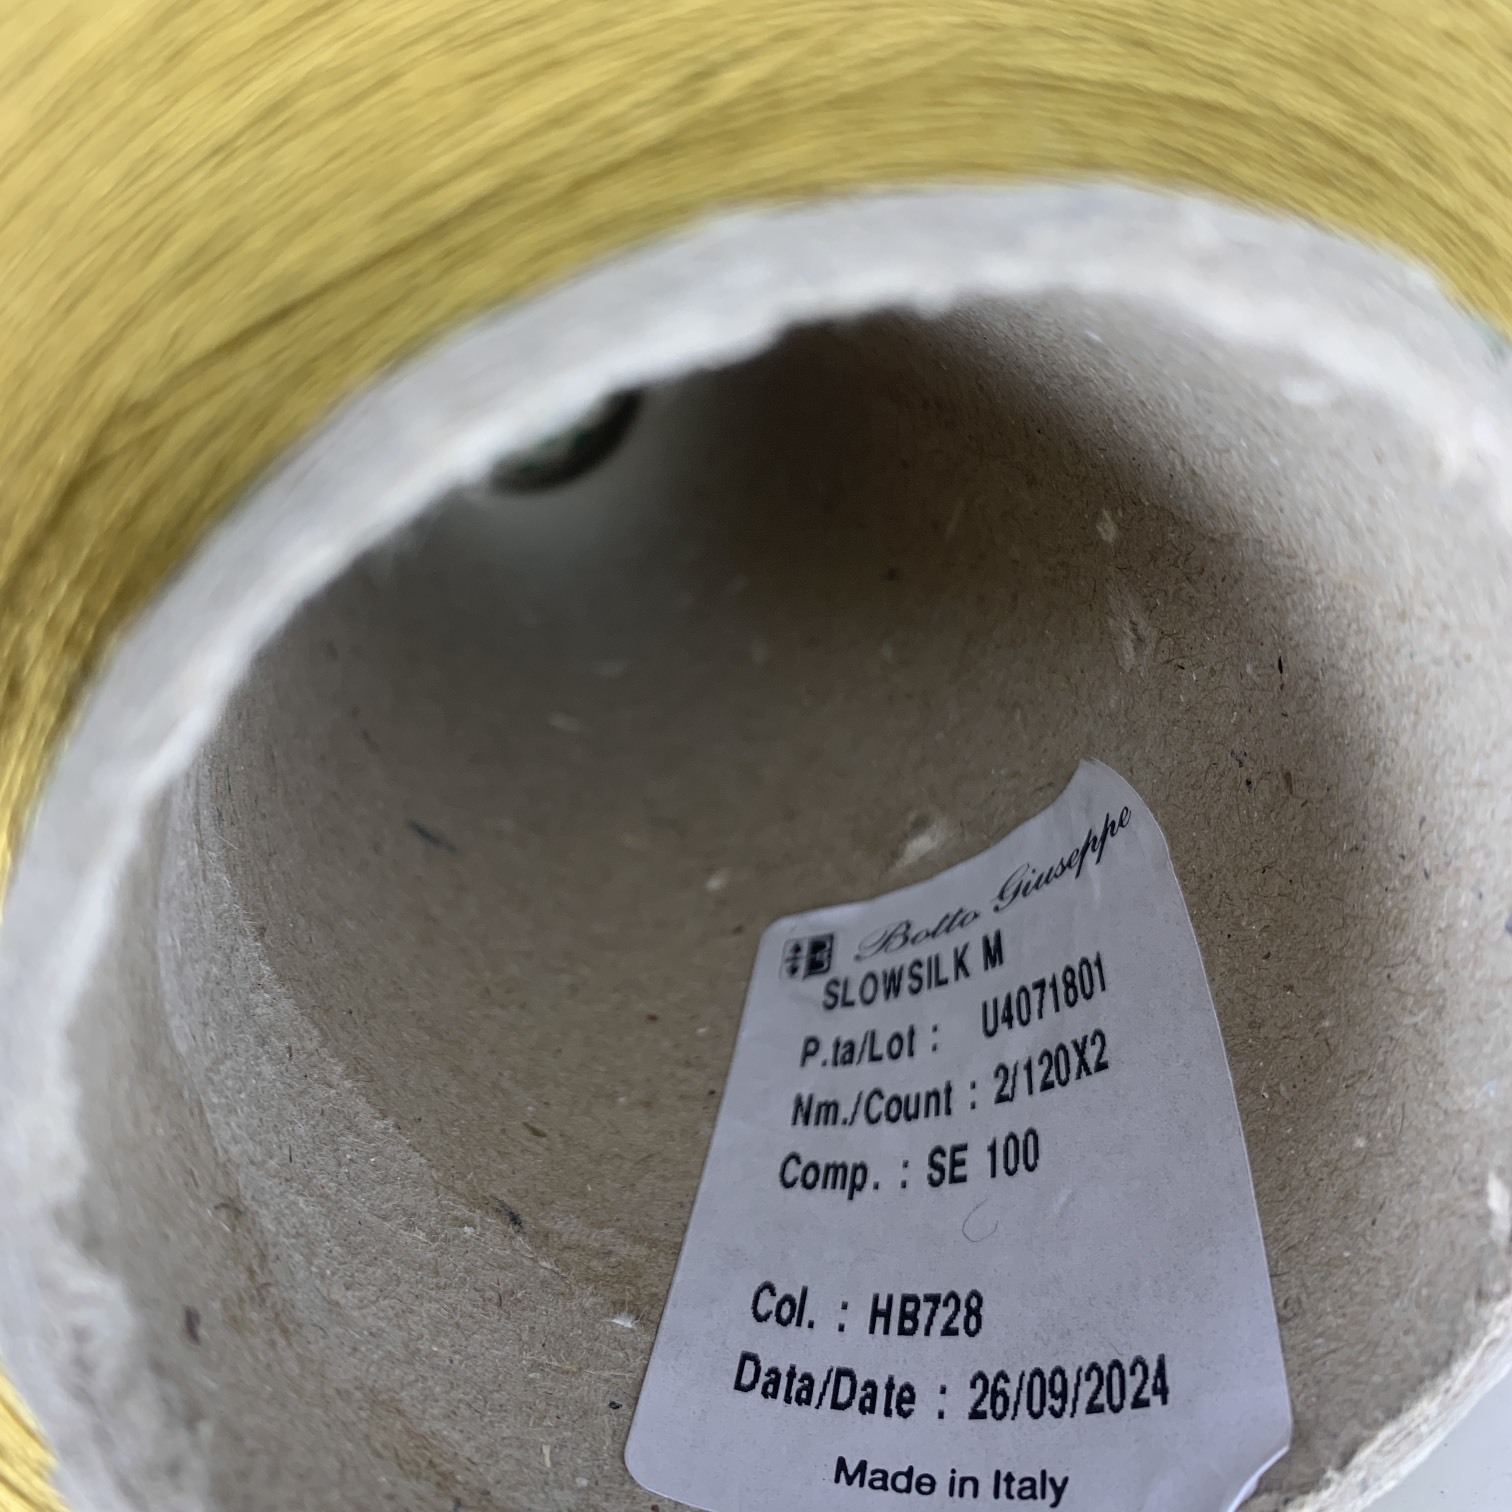 Botto Giuseppe
SLOWSILK M
P.ta/Lot : U4071801
Nm./Count : 2/120X2
Comp. : SE 100
Col. : HB728
Data/Date : 26/09/2024
Made in Italy